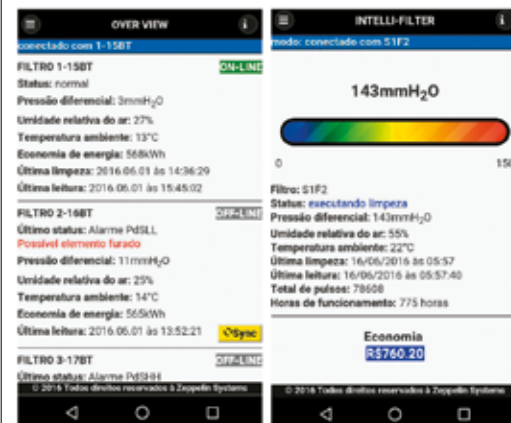 OVER VIEW
conectado com 1-15BT
FILTRO 1-15BT ON-LINE
Status: normal
Pressão diferencial: 3mmH₂O
Umidade relativa do ar: 27%
Temperatura ambiente: 13°C
Economia de energia: 568kWh
Última limpeza: 2016.06.01 às 14:36:29
Última leitura: 2016.06.01 às 15:45:02
FILTRO 2-16BT OFF-LINE
Último status: Alarme PdSLL
Possível elemento furado
Pressão diferencial: 11mmH₂O
Umidade relativa do ar: 25%
Temperatura ambiente: 14°C
Economia de energia: 565kWh
Última leitura: 2016.06.01 às 13:52:21 Sync
FILTRO 3-17BT OFF-LINE
Último status: Alarme PdSHH
© 2016 Todos direitos reservados à Zeppelin Systems
INTELLI-FILTER
modo: conectado com S1F2
143mmH₂O
0 150
Filtro: S1F2
Status: executando limpeza
Pressão diferencial: 143mmH₂O
Umidade relativa do ar: 55%
Temperatura ambiente: 22°C
Última limpeza: 16/06/2016 às 05:57
Última leitura: 16/06/2016 às 05:57:40
Total de pulsos: 78608
Horas de funcionamento: 775 horas
Economia
R$760.20
© 2016 Todos direitos reservados à Zeppelin Systems